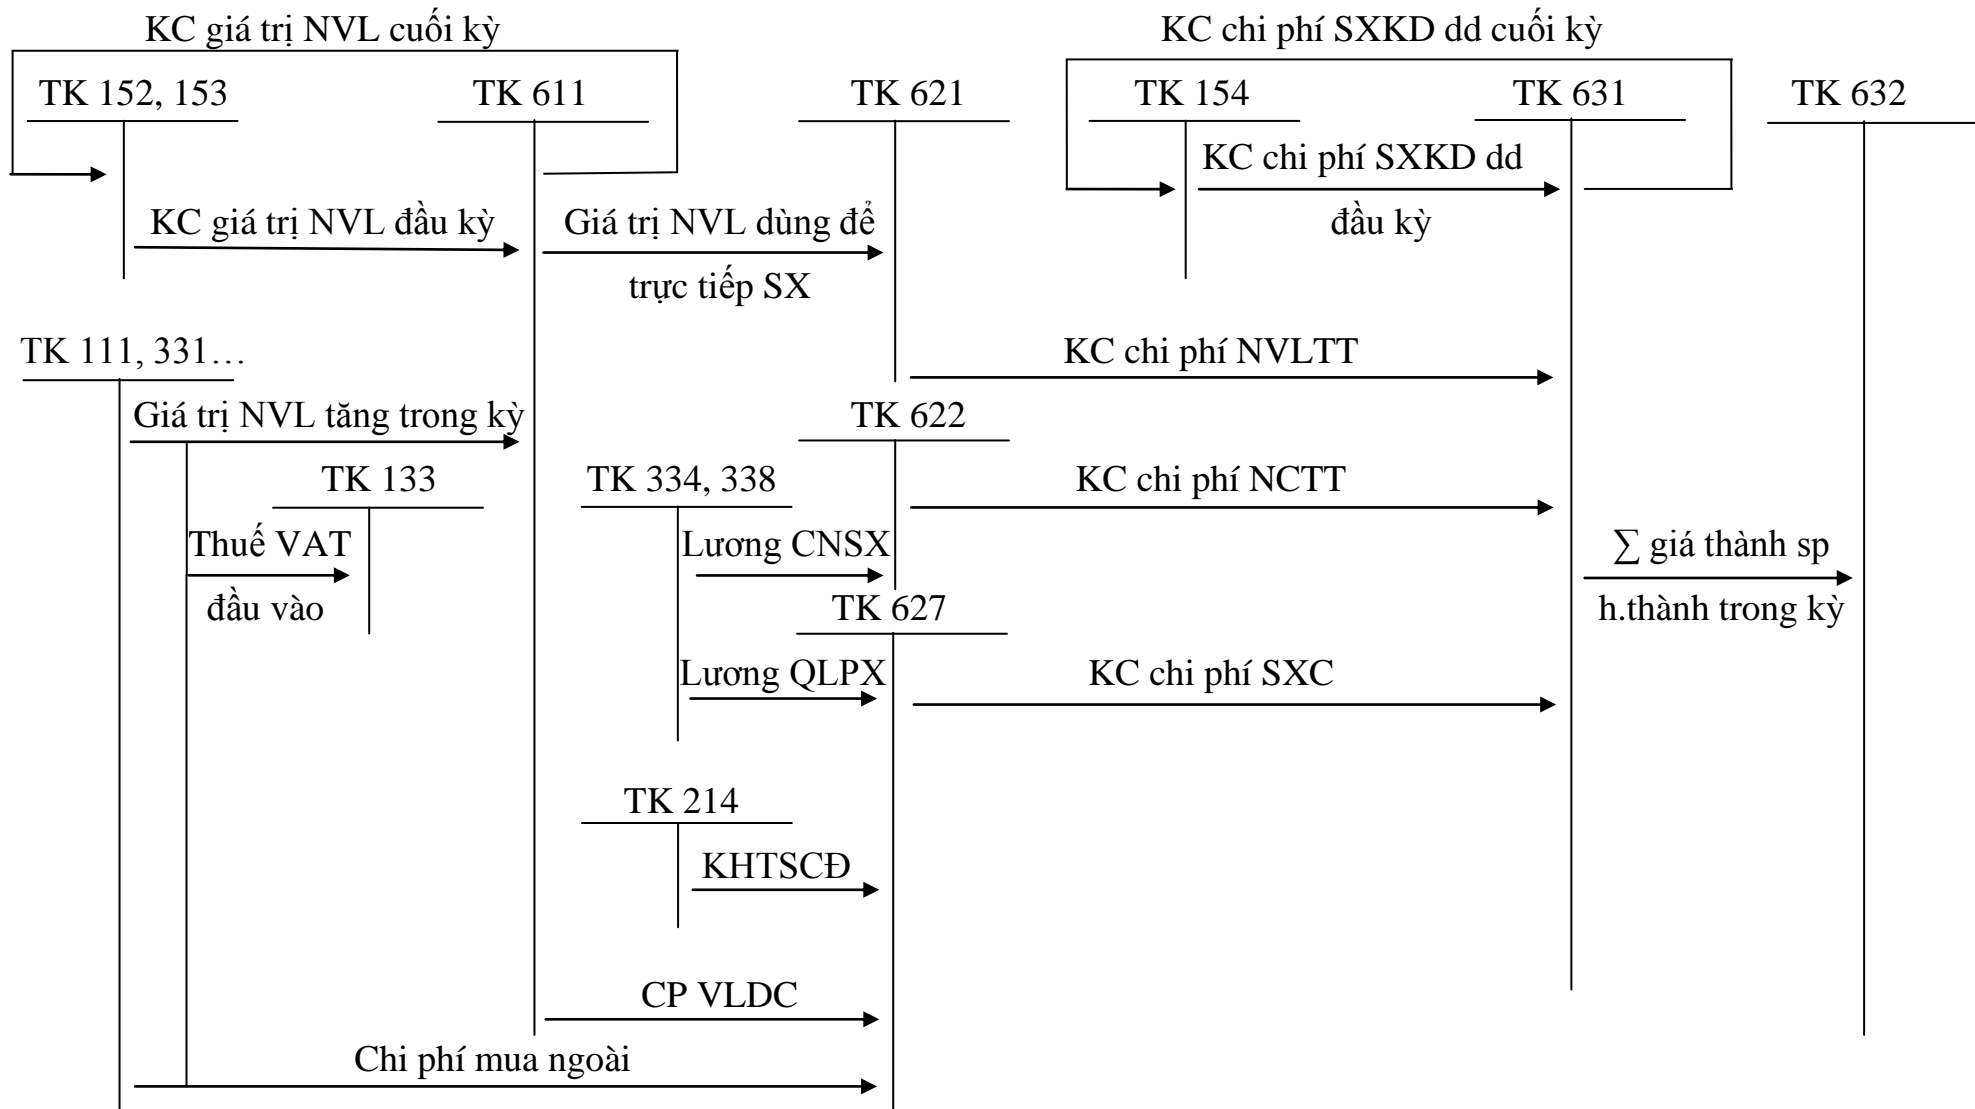 KC giá trị NVL cuối kỳ
KC chi phí SXKD dd cuối kỳ
TK 152, 153
TK 611
TK 621
TK 154
TK 631
TK 632
KC chi phí SXKD dd
đầu kỳ
KC giá trị NVL đầu kỳ
Giá trị NVL dùng để
trực tiếp SX
TK 111, 331…
KC chi phí NVLTT
Giá trị NVL tăng trong kỳ
TK 622
TK 133
TK 334, 338
KC chi phí NCTT
Thuế VAT
đầu vào
Lương CNSX
∑ giá thành sp
h.thành trong kỳ
TK 627
Lương QLPX
KC chi phí SXC
TK 214
KHTSCĐ
CP VLDC
Chi phí mua ngoài